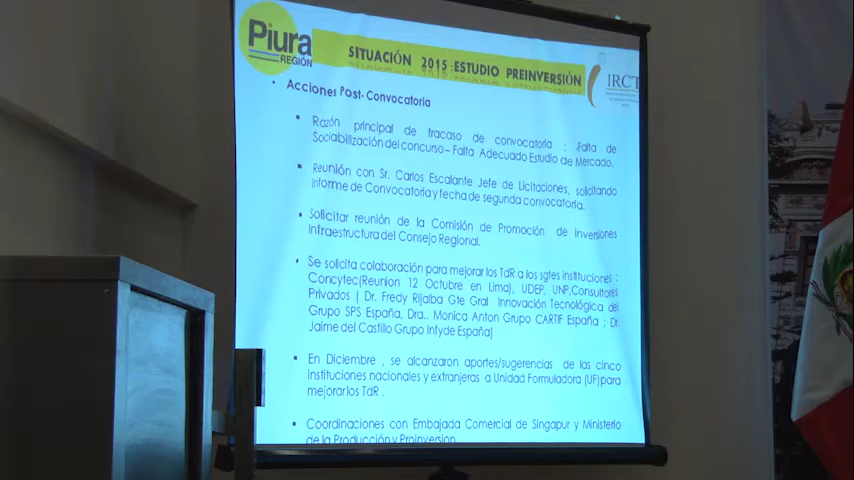 Piura
REGIÓN
SITUACIÓN 2015 :ESTUDIO PREINVERSIÓN
IRCT
• Acciones Post-Convocatoria
▪ Razón principal de fracaso de convocatoria : -Falta de
Sociabilización del concurso – Falta Adecuado Estudio de Mercado.
▪ Reunión con Sr. Carlos Escalante Jefe de Licitaciones, solicitando
informe de Convocatoria y fecha de segunda convocatoria.
▪ Solicitar reunión de la Comisión de Promoción de Inversiones
Infraestructura del Consejo Regional.
▪ Se solicita colaboración para mejorar los TdR a los sgtes instituciones :
Concytec(Reunion 12 Octubre en Lima), UDEP, UNP,Consultores
Privados ( Dr. Fredy Rijalba Gte Gral Innovación Tecnológica del
Grupo SPS España, Dra.. Monica Anton Grupo CARTIF España ; Dr.
Jaime del Castillo Grupo Infyde España)
▪ En Diciembre , se alcanzaron aportes/sugerencias de las cinco
instituciones nacionales y extranjeras a Unidad Formuladora (UF)para
mejorar los TdR .
▪ Coordinaciones con Embajada Comercial de Singapur y Ministerio
de la Producción y Proinversion.